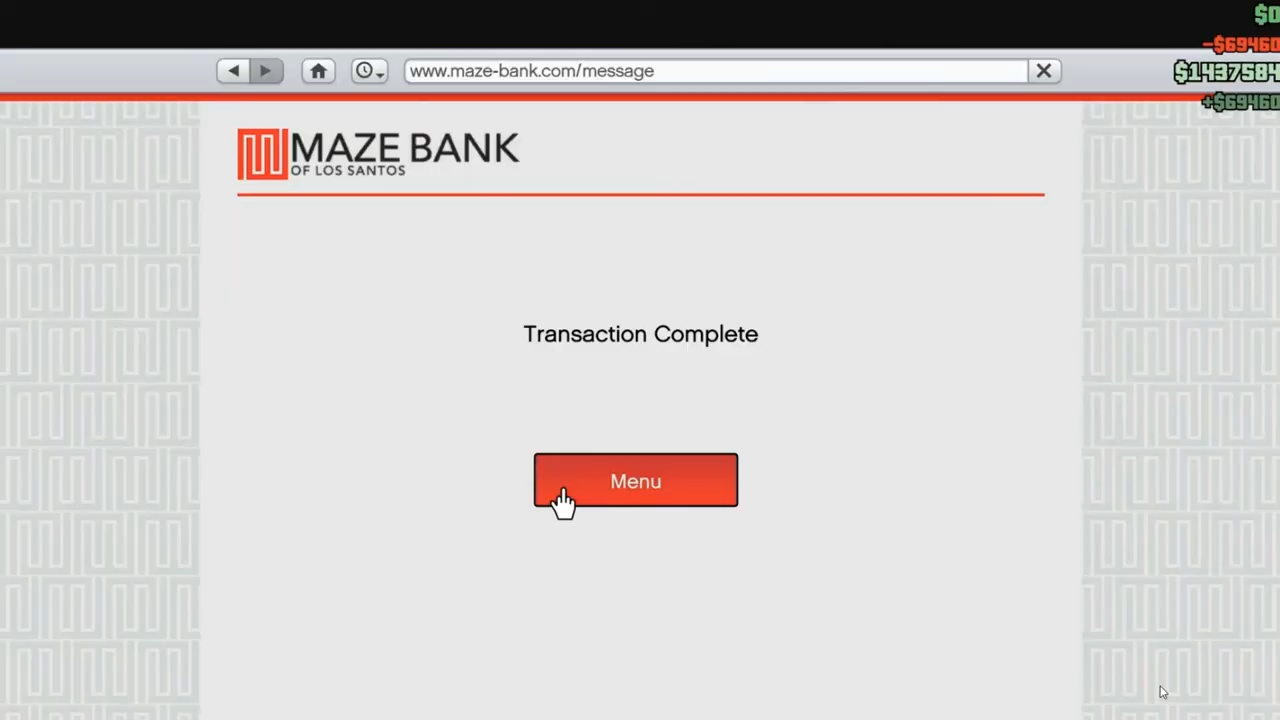 $0
-$69460
www.maze-bank.com/message
$1437584
+$69460
MAZE BANK
OF LOS SANTOS
Transaction Complete
Menu